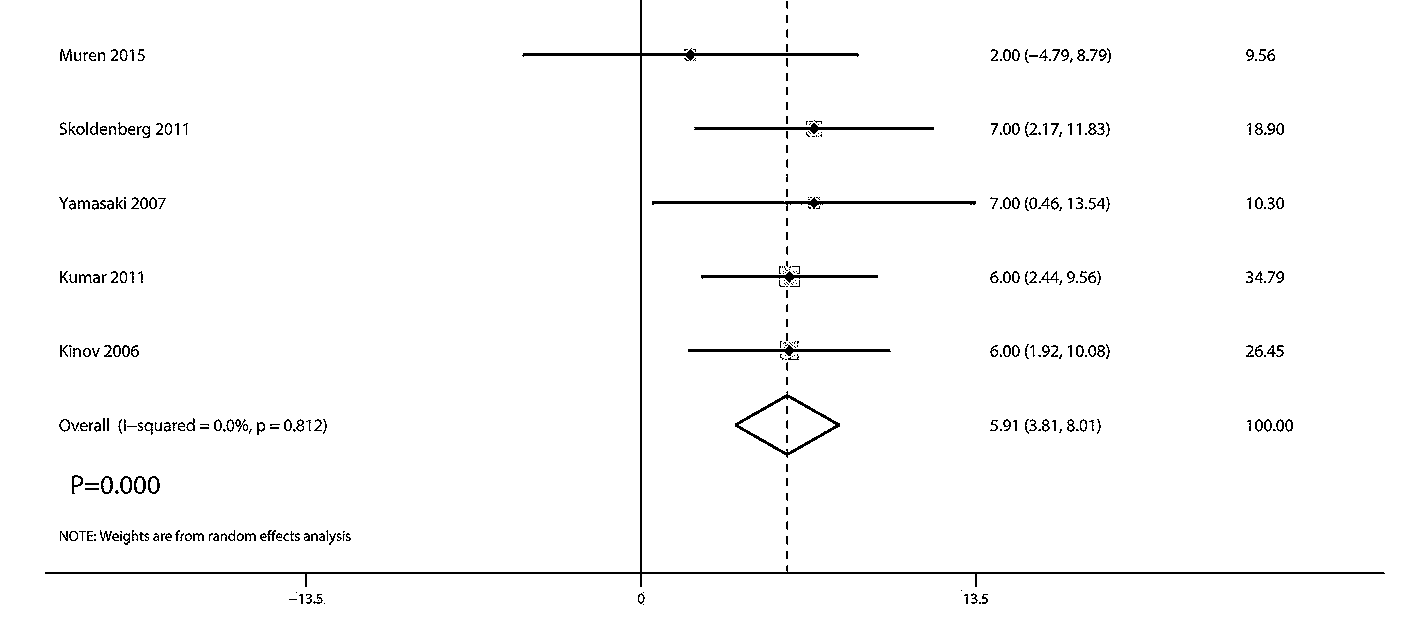 Muren 2015 2.00 (−4.79, 8.79) 9.56
Skoldenberg 2011 7.00 (2.17, 11.83) 18.90
Yamasaki 2007 7.00 (0.46, 13.54) 10.30
Kumar 2011 6.00 (2.44, 9.56) 34.79
Kinov 2006 6.00 (1.92, 10.08) 26.45
Overall (I−squared = 0.0%, p = 0.812) 5.91 (3.81, 8.01) 100.00
P=0.000
NOTE: Weights are from random effects analysis
−13.5 0 13.5